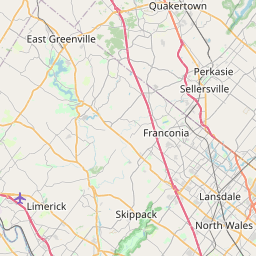 Quakertown
East Greenville
Perkasie
Sellersville
Franconia
Lansdale
Limerick
Skippack
North Wales